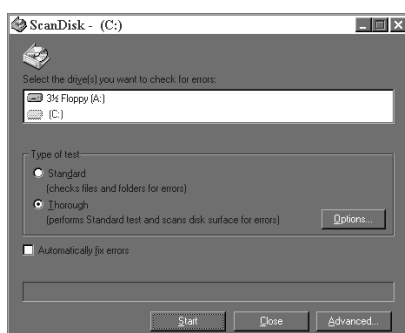 ScanDisk - (C:)
Select the drive(s) you want to check for errors:
3½ Floppy (A:)
(C:)
Type of test
Standard
(checks files and folders for errors)
Thorough
(performs Standard test and scans disk surface for errors)
Options...
Automatically fix errors
Start Close Advanced...